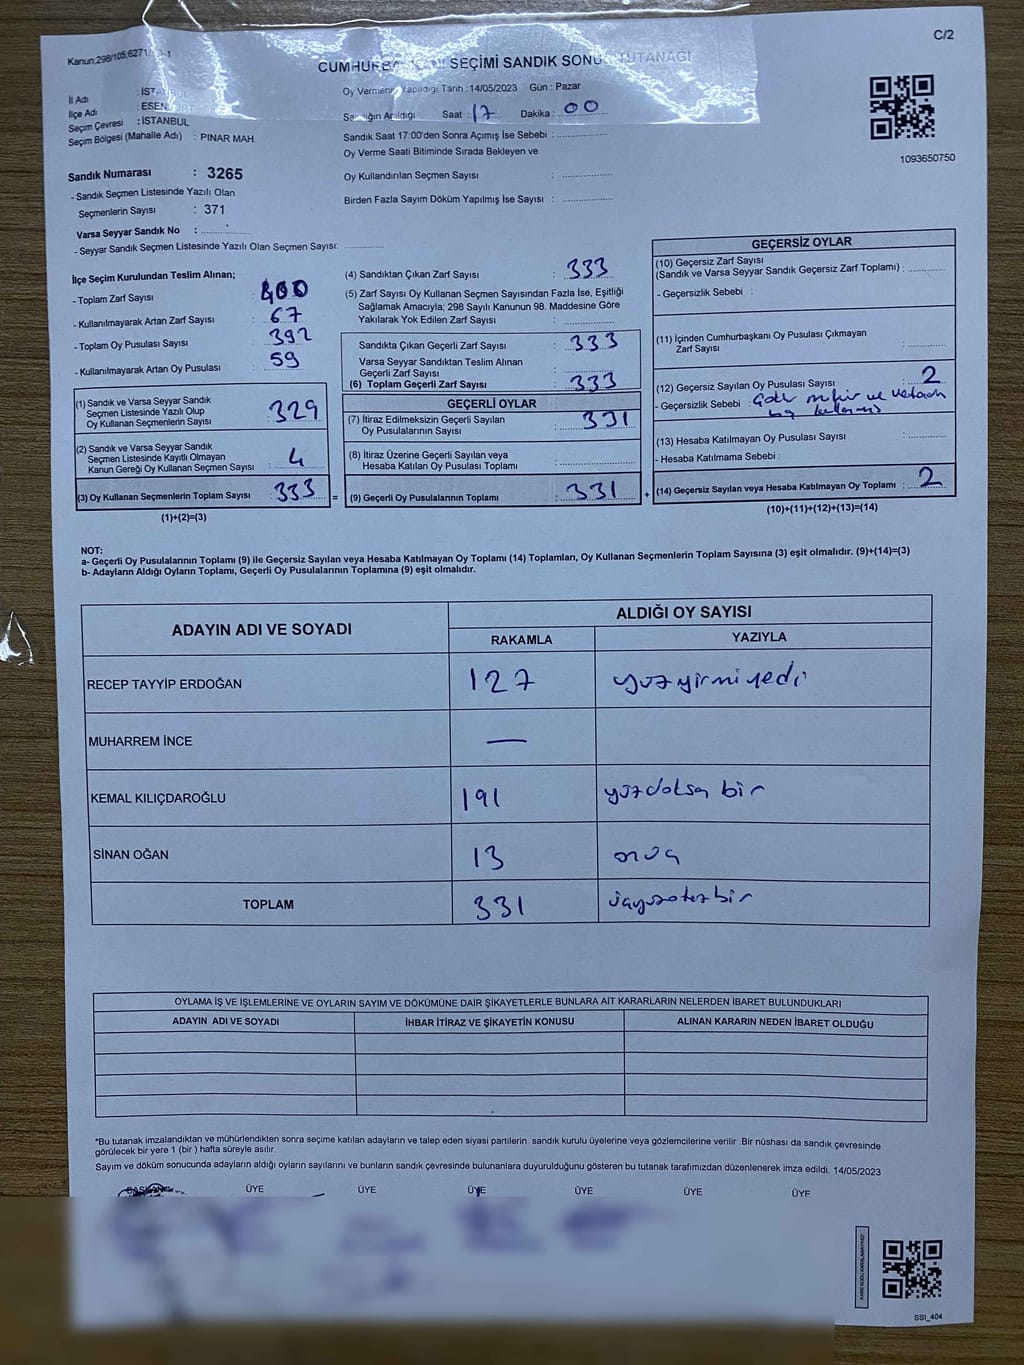 C/2
Kanun;298/105;6271/
CUMHURBA SEÇİMİ SANDIK SONU TUTANAĞI
İl Adı : İSTANBUL
Oy Vermenin Yapıldığı Tarih :14/05/2023 Gün : Pazar
İlçe Adı : ESENYURT
Sandığın Açıldığı Saat : 17 Dakika : 00
Seçim Çevresi : İSTANBUL
Sandık Saat 17:00'den Sonra Açımış İse Sebebi :
Seçim Bölgesi (Mahalle Adı) : PINAR MAH.
Oy Verme Saati Bitiminde Sırada Bekleyen ve
Oy Kullandırılan Seçmen Sayısı :
1093650750
Sandık Numarası : 3265
Birden Fazla Sayım Döküm Yapılmış İse Sayısı :
- Sandık Seçmen Listesinde Yazılı Olan
Seçmenlerin Sayısı : 371
Varsa Seyyar Sandık No :
- Seyyar Sandık Seçmen Listesinde Yazılı Olan Seçmen Sayısı:
İlçe Seçim Kurulundan Teslim Alınan;
- Toplam Zarf Sayısı : 400
- Kullanılmayarak Artan Zarf Sayısı : 67
- Toplam Oy Pusulası Sayısı : 392
- Kullanılmayarak Artan Oy Pusulası : 59
(1) Sandık ve Varsa Seyyar Sandık
Seçmen Listesinde Yazılı Olup
Oy Kullanan Seçmenlerin Sayısı : 329
(2) Sandık ve Varsa Seyyar Sandık
Seçmen Listesinde Kayıtlı Olmayan
Kanun Gereği Oy Kullanan Seçmen Sayısı : 4
(3) Oy Kullanan Seçmenlerin Toplam Sayısı : 333 =
(1)+(2)=(3)
(4) Sandıktan Çıkan Zarf Sayısı : 333
(5) Zarf Sayısı Oy Kullanan Seçmen Sayısından Fazla İse, Eşitliği
Sağlamak Amacıyla; 298 Sayılı Kanunun 98. Maddesine Göre
Yakılarak Yok Edilen Zarf Sayısı :
Sandıkta Çıkan Geçerli Zarf Sayısı : 333
Varsa Seyyar Sandıktan Teslim Alınan
Geçerli Zarf Sayısı :
(6) Toplam Geçerli Zarf Sayısı : 333
GEÇERLİ OYLAR
(7) İtiraz Edilmeksizin Geçerli Sayılan
Oy Pusulalarının Sayısı : 331
(8) İtiraz Üzerine Geçerli Sayılan veya
Hesaba Katılan Oy Pusulası Toplamı :
(9) Geçerli Oy Pusulalarının Toplamı : 331 +
GEÇERSİZ OYLAR
(10) Geçersiz Zarf Sayısı
(Sandık ve Varsa Seyyar Sandık Geçersiz Zarf Toplamı) :
- Geçersizlik Sebebi :
(11) İçinden Cumhurbaşkanı Oy Pusulası Çıkmayan
Zarf Sayısı :
(12) Geçersiz Sayılan Oy Pusulası Sayısı : 2
- Geçersizlik Sebebi : mühür ve
(13) Hesaba Katılmayan Oy Pusulası Sayısı :
- Hesaba Katılmama Sebebi :
(14) Geçersiz Sayılan veya Hesaba Katılmayan Oy Toplamı : 2
(10)+(11)+(12)+(13)=(14)
NOT:
a- Geçerli Oy Pusulalarının Toplamı (9) ile Geçersiz Sayılan veya Hesaba Katılmayan Oy Toplamı (14) Toplamları, Oy Kullanan Seçmenlerin Toplam Sayısına (3) eşit olmalıdır. (9)+(14)=(3)
b- Adayların Aldığı Oyların Toplamı, Geçerli Oy Pusulalarının Toplamına (9) eşit olmalıdır.
ADAYIN ADI VE SOYADI
ALDIĞI OY SAYISI
RAKAMLA YAZIYLA
RECEP TAYYİP ERDOĞAN 127 yüzyirmiyedi
MUHARREM İNCE —
KEMAL KILIÇDAROĞLU 191 yüzdoksa bir
SİNAN OĞAN 13 onüç
TOPLAM 331 üçyüzotuzbir
OYLAMA İŞ VE İŞLEMLERİNE VE OYLARIN SAYIM VE DÖKÜMÜNE DAİR ŞİKAYETLERLE BUNLARA AİT KARARLARIN NELERDEN İBARET BULUNDUKLARI
ADAYIN ADI VE SOYADI İHBAR İTİRAZ VE ŞİKAYETİN KONUSU ALINAN KARARIN NEDEN İBARET OLDUĞU
*Bu tutanak imzalandıktan ve mühürlendikten sonra seçime katılan adayların ve talep eden siyasi partilerin sandık kurulu üyelerine veya gözlemcilerine verilir .Bir nüshası da sandık çevresinde
görülecek bir yere 1 (bir ) hafta süreyle asılır.
Sayım ve döküm sonucunda adayların aldığı oyların sayılarını ve bunların sandık çevresinde bulunanlara duyurulduğunu gösteren bu tutanak tarafımızdan düzenlenerek imza edildi. 14/05/2023
BAŞKAN ÜYE ÜYE ÜYE ÜYE ÜYE ÜYE
KARE KODU KARALAMAYINIZ!
SSI_404